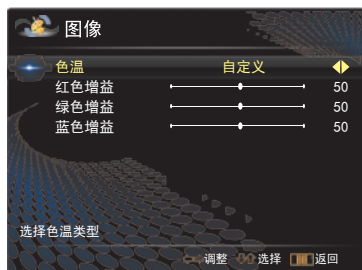 图像
色温 自定义
红色增益 50
绿色增益 50
蓝色增益 50
选择色温类型
调整 选择 返回